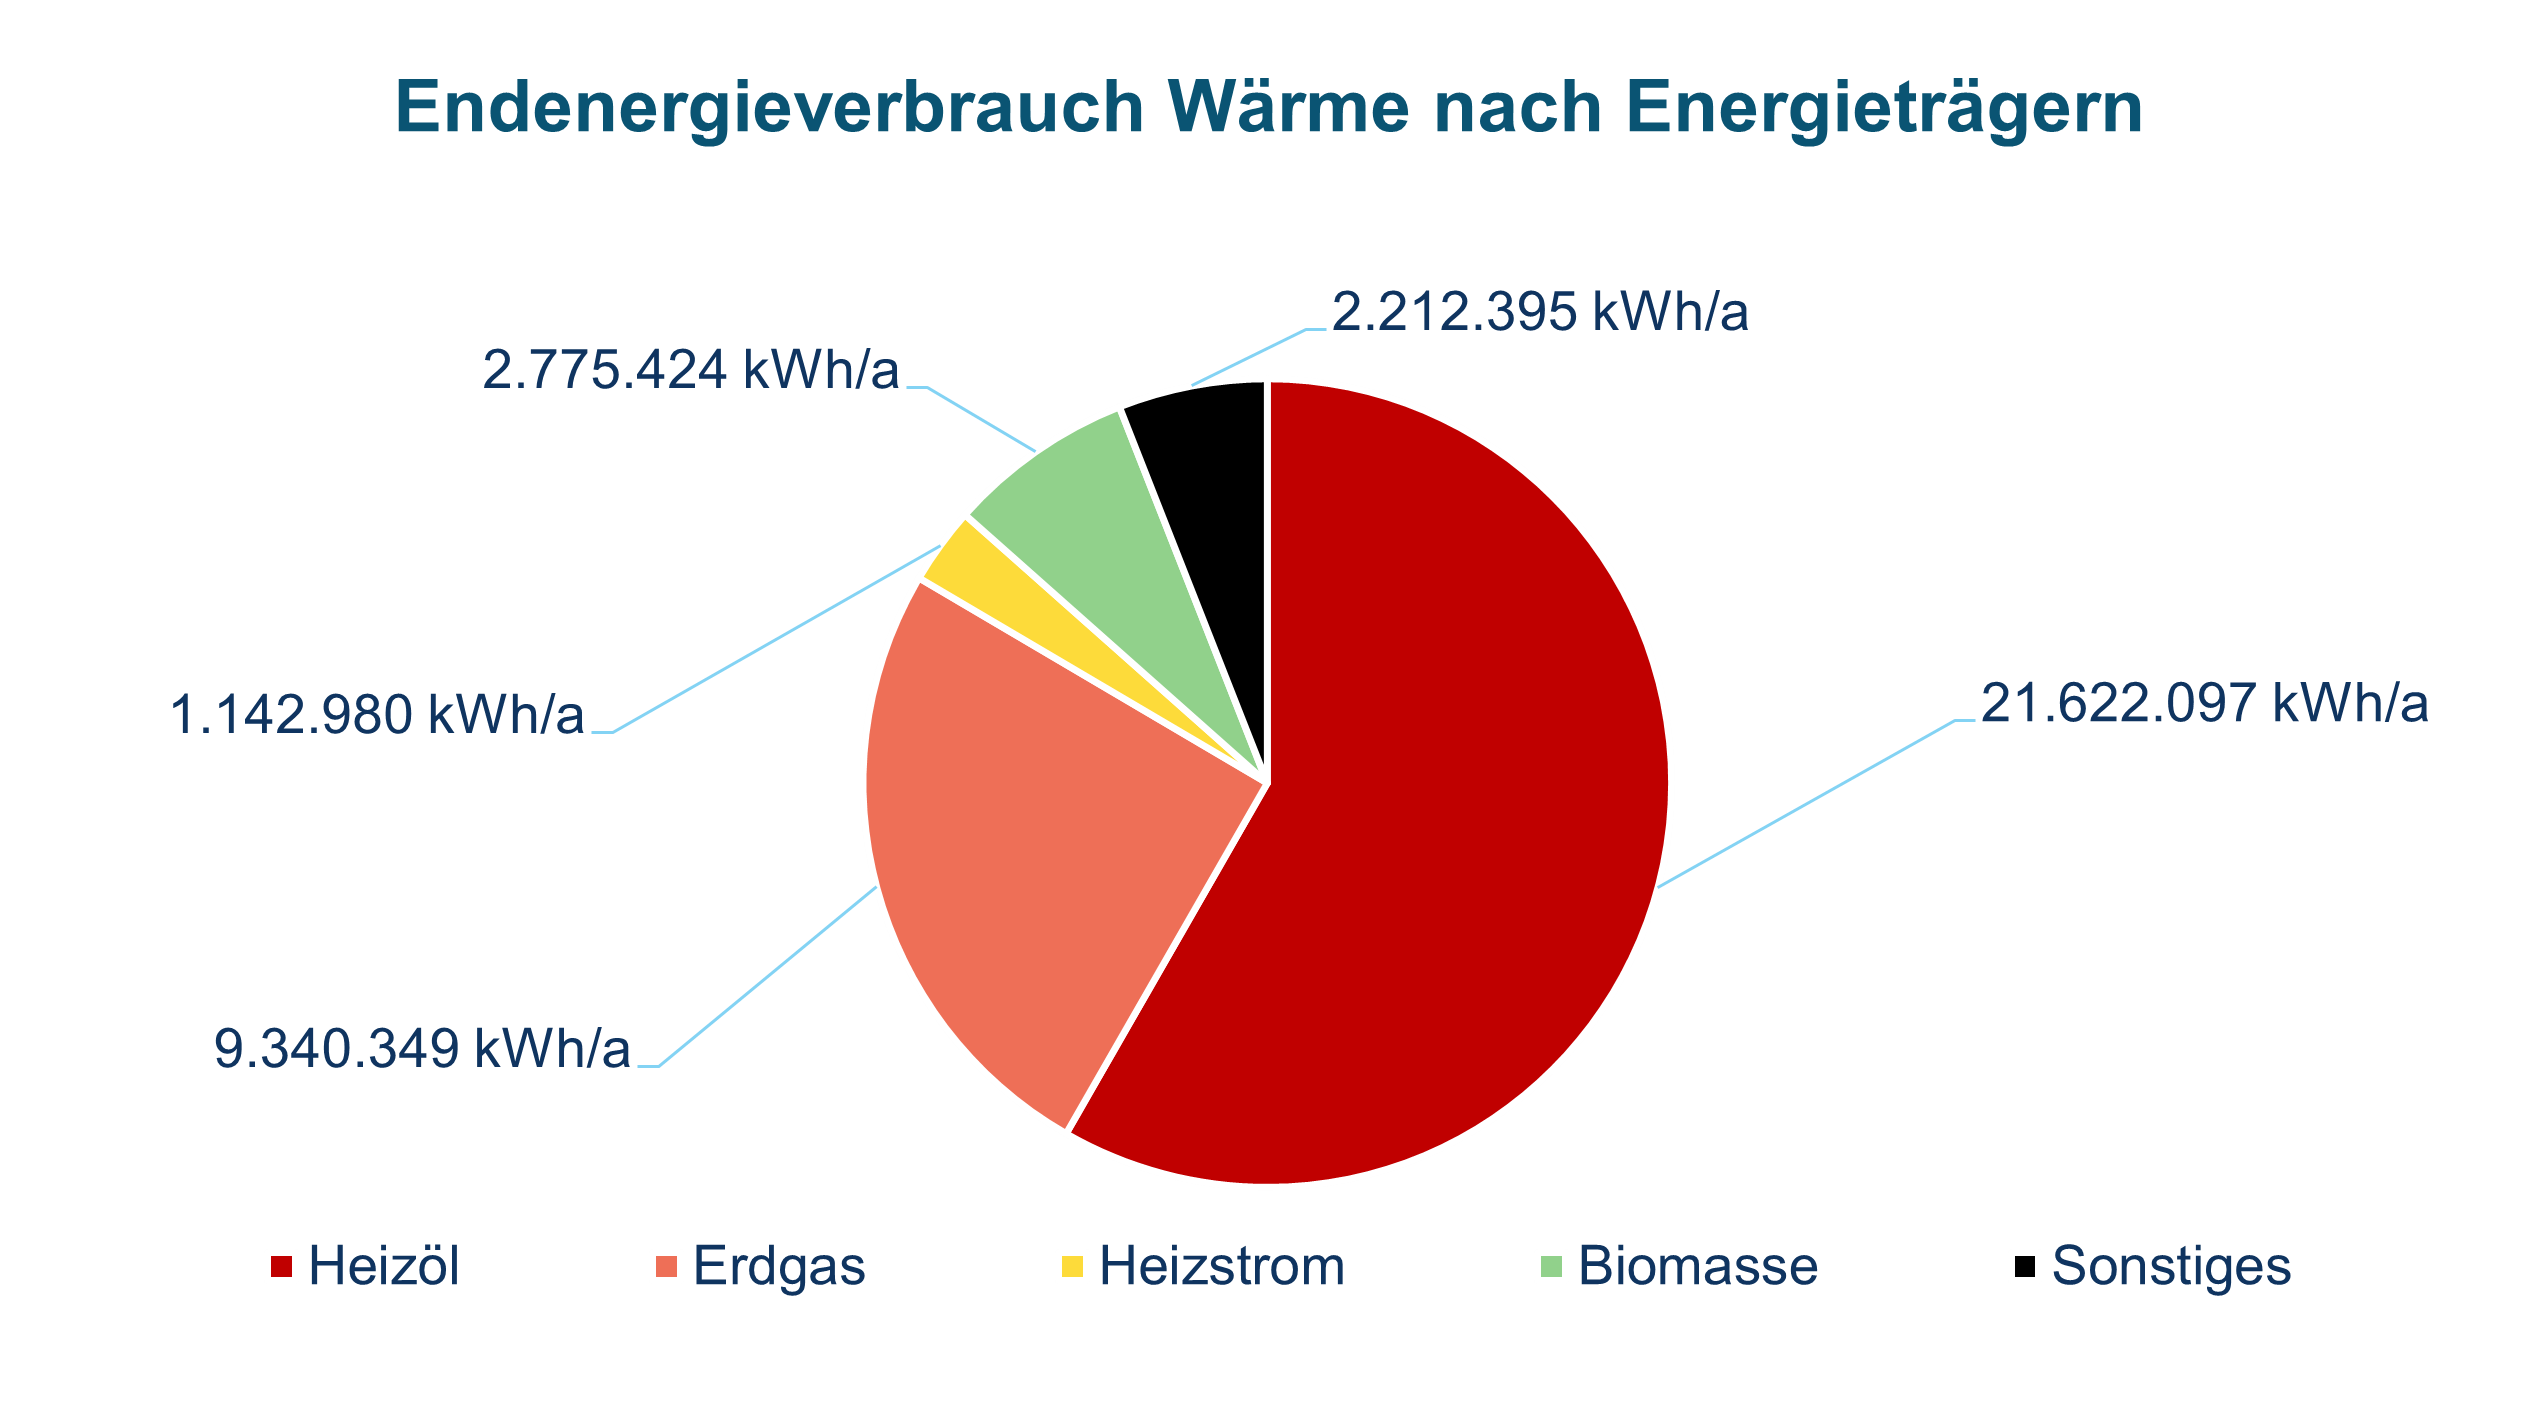 Endenergieverbrauch Wärme nach Energieträgern
2.212.395 kWh/a
2.775.424 kWh/a
21.622.097 kWh/a
1.142.980 kWh/a
9.340.349 kWh/a
Heizöl Erdgas Heizstrom Biomasse Sonstiges